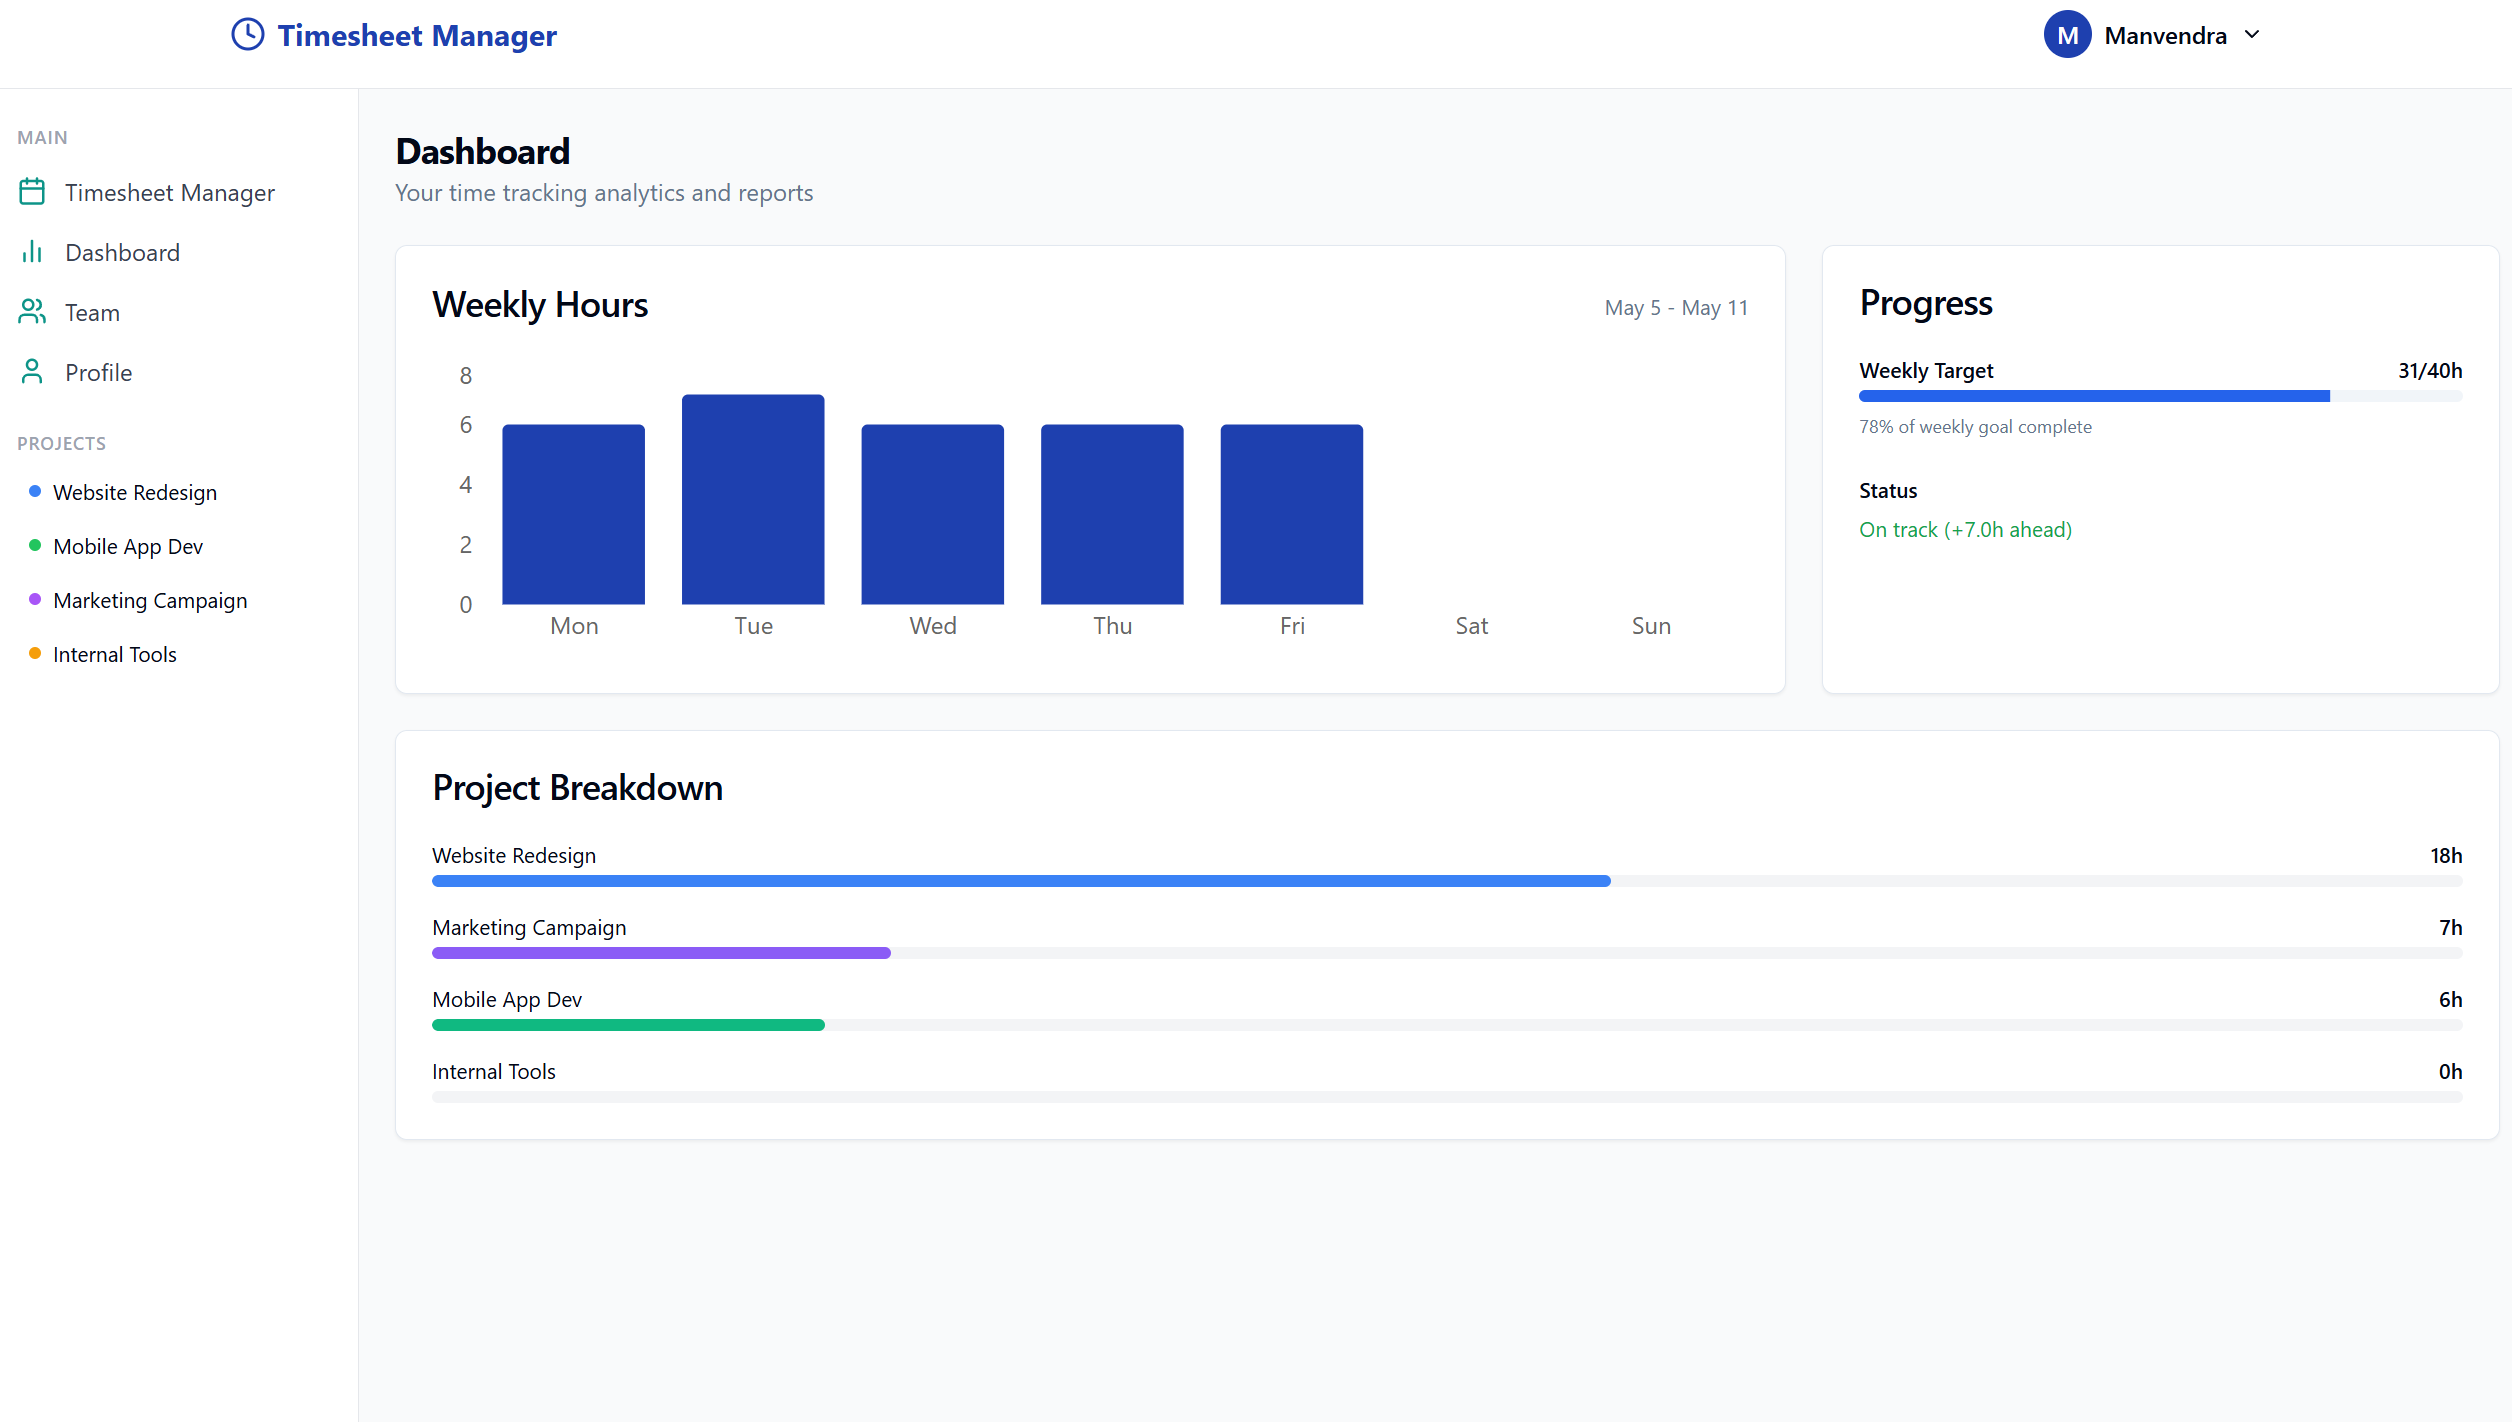 Timesheet Manager
M Manvendra
MAIN
Timesheet Manager
Dashboard
Team
Profile
PROJECTS
Website Redesign
Mobile App Dev
Marketing Campaign
Internal Tools
Dashboard
Your time tracking analytics and reports
Weekly Hours
May 5 - May 11
8
6
4
2
0
Mon Tue Wed Thu Fri Sat Sun
Progress
Weekly Target 31/40h
78% of weekly goal complete
Status
On track (+7.0h ahead)
Project Breakdown
Website Redesign 18h
Marketing Campaign 7h
Mobile App Dev 6h
Internal Tools 0h